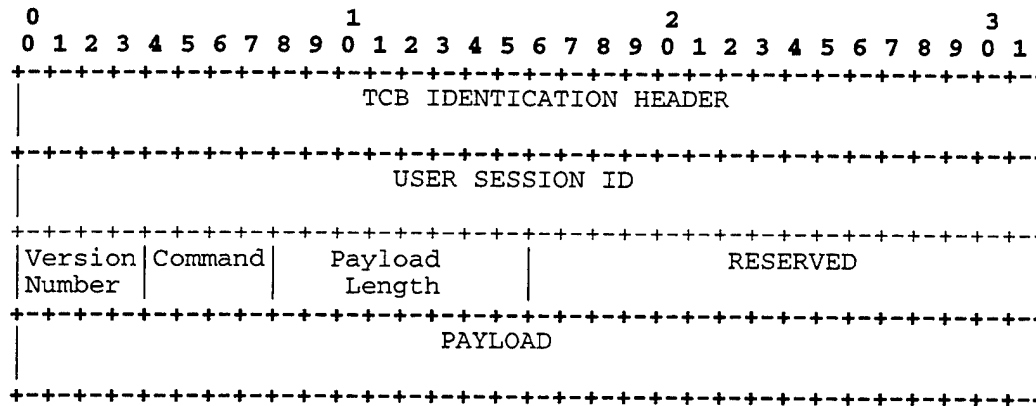 0 1 2 3
0 1 2 3 4 5 6 7 8 9 0 1 2 3 4 5 6 7 8 9 0 1 2 3 4 5 6 7 8 9 0 1
+-+-+-+-+-+-+-+-+-+-+-+-+-+-+-+-+-+-+-+-+-+-+-+-+-+-+-+-+-+-+-+-
TCB IDENTICATION HEADER
+-+-+-+-+-+-+-+-+-+-+-+-+-+-+-+-+-+-+-+-+-+-+-+-+-+-+-+-+-+-+-+-
USER SESSION ID
+-+-+-+-+-+-+-+-+-+-+-+-+-+-+-+-+-+-+-+-+-+-+-+-+-+-+-+-+-+-+-+-
|Version|Command| Payload | RESERVED
|Number | | Length |
+-+-+-+-+-+-+-+-+-+-+-+-+-+-+-+-+-+-+-+-+-+-+-+-+-+-+-+-+-+-+-+-
PAYLOAD
+-+-+-+-+-+-+-+-+-+-+-+-+-+-+-+-+-+-+-+-+-+-+-+-+-+-+-+-+-+-+-+-